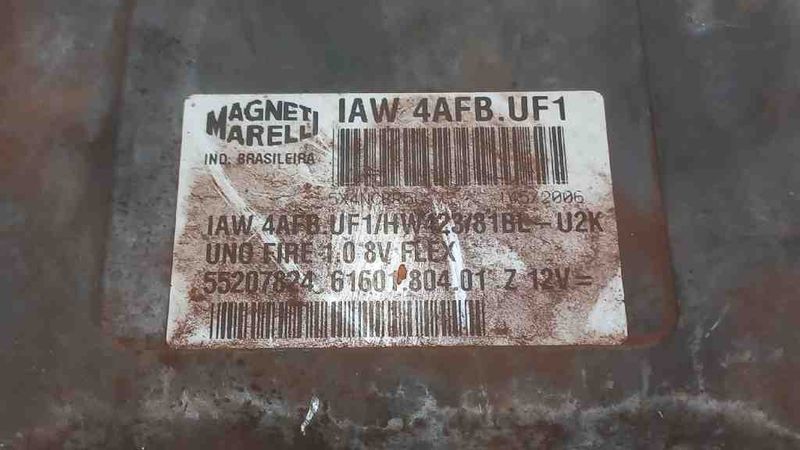 MAGNETI MARELLI
IND. BRASILEIRA
IAW 4AFB.UF1
IAW 4AFB.UF1/HW423/81BL-U2K
UNO FIRE 1.0 8V FLEX
55207824 61601.804.01 Z 12V=